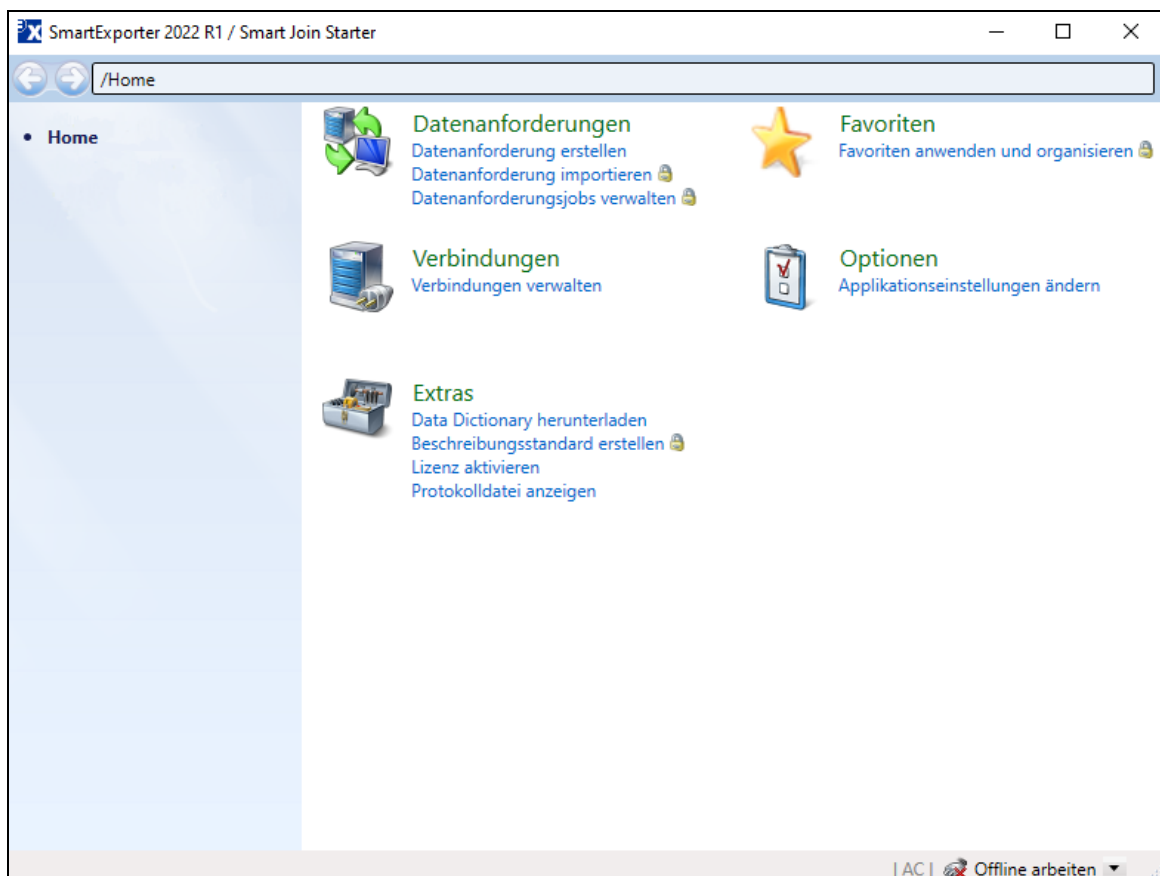 SmartExporter 2022 R1 / Smart Join Starter
/Home
Home
Datenanforderungen
Datenanforderung erstellen
Datenanforderung importieren
Datenanforderungsjobs verwalten
Favoriten
Favoriten anwenden und organisieren
Verbindungen
Verbindungen verwalten
Optionen
Applikationseinstellungen ändern
Extras
Data Dictionary herunterladen
Beschreibungsstandard erstellen
Lizenz aktivieren
Protokolldatei anzeigen
| AC | Offline arbeiten